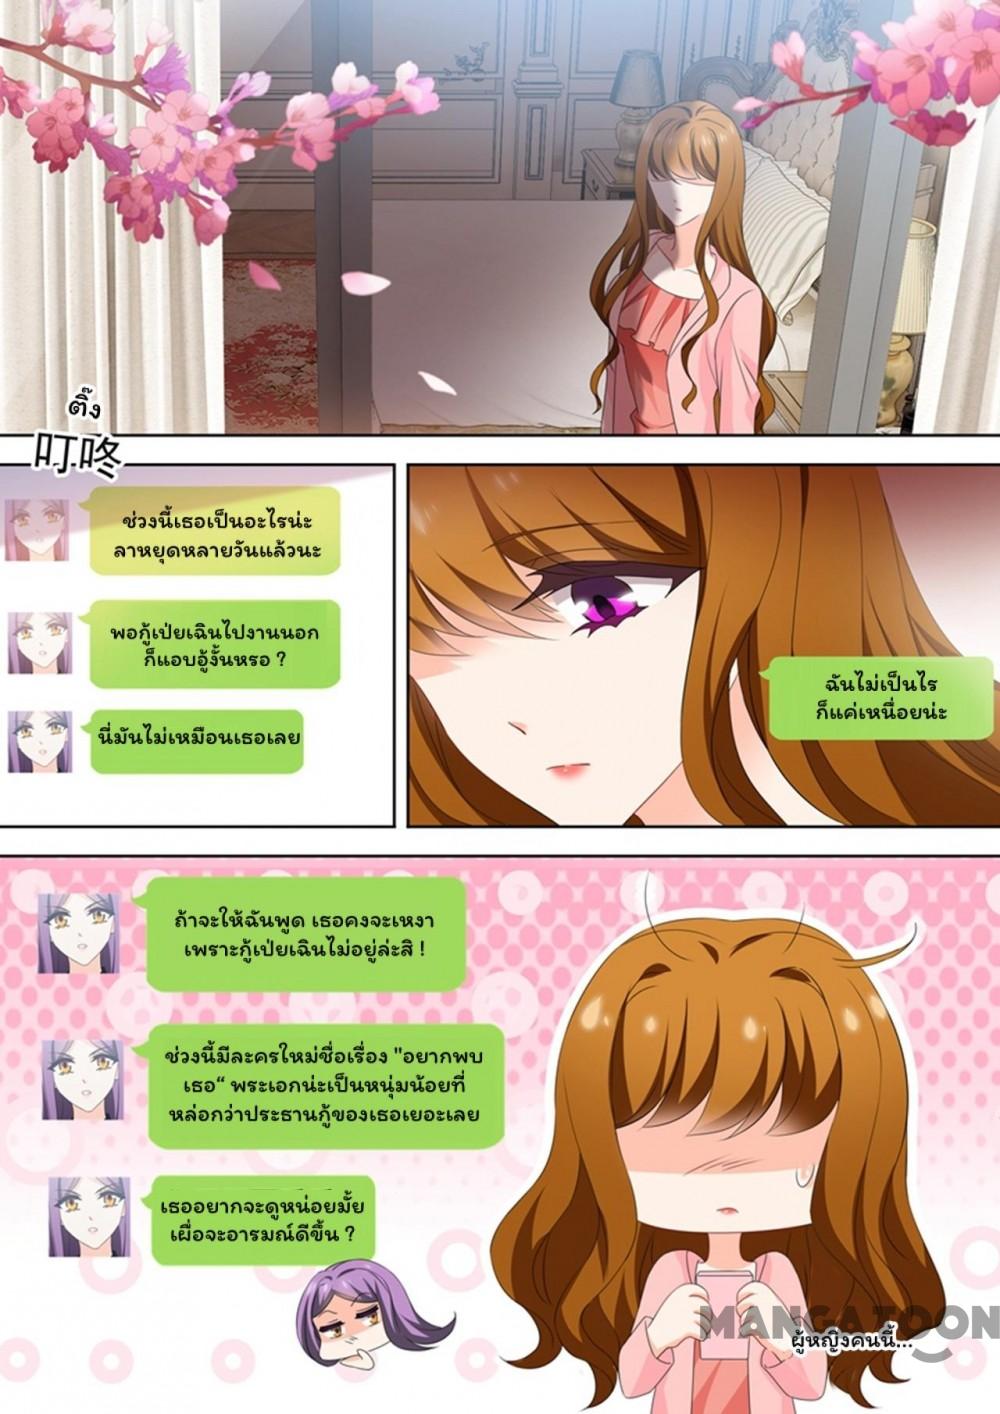 ติ๊ง
叮咚
ช่วงนี้เธอเป็นอะไรน่ะ
ลาหยุดหลายวันแล้วนะ
พอกู้เป่ยเฉินไปงานนอก
ก็แอบอู้งั้นหรอ ?
นี่มันไม่เหมือนเธอเลย
ฉันไม่เป็นไร
ก็แค่เหนื่อยน่ะ
ถ้าจะให้ฉันพูด เธอคงจะเหงา
เพราะกู้เป่ยเฉินไม่อยู่ล่ะสิ !
ช่วงนี้มีละครใหม่ชื่อเรื่อง "อยากพบ
เธอ“ พระเอกน่ะเป็นหนุ่มน้อยที่
หล่อกว่าประธานกู้ของเธอเยอะเลย
เธออยากจะดูหน่อยมั้ย
เผื่อจะอารมณ์ดีขึ้น ?
MANGATOON
ผู้หญิงคนนี้...